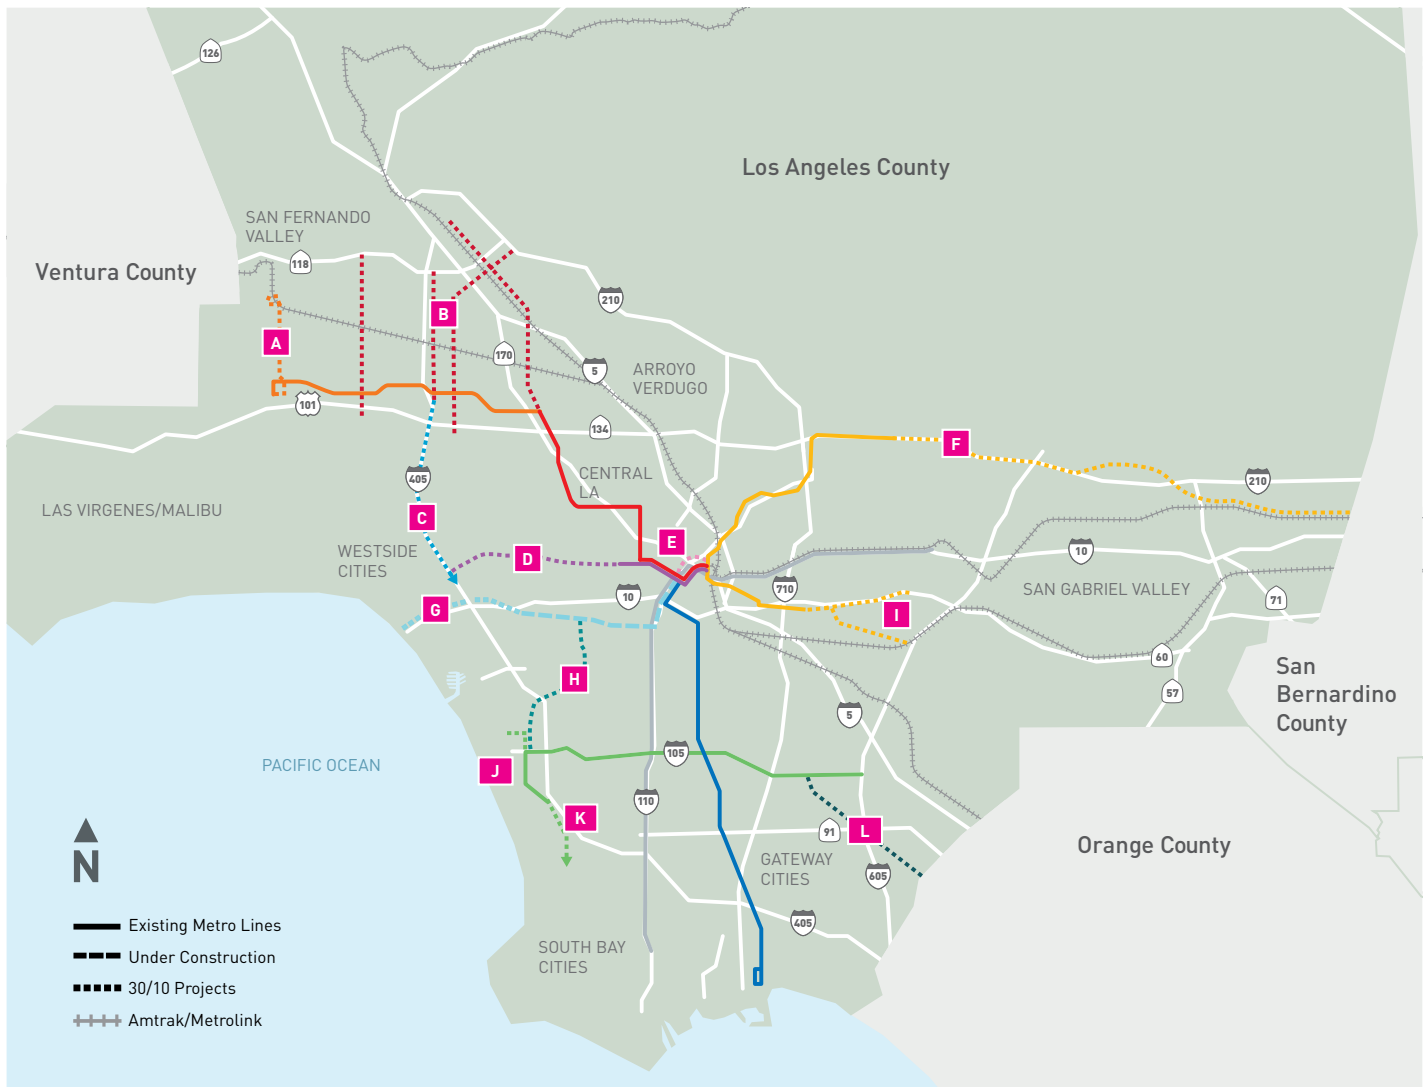 126
Los Angeles County
SAN FERNANDO
VALLEY
118
Ventura County
210
B
A
170
5
ARROYO
VERDUGO
101
134
F
CENTRAL
LA
405
210
LAS VIRGENES/MALIBU
C
WESTSIDE
CITIES
D
E
10
SAN GABRIEL VALLEY
710
10
G
71
I
60
H
57
San
Bernardino
County
5
PACIFIC OCEAN
J
105
110
K
91
L
Orange County
GATEWAY
CITIES
605
405
N
Existing Metro Lines
SOUTH BAY
CITIES
Under Construction
30/10 Projects
Amtrak/Metrolink